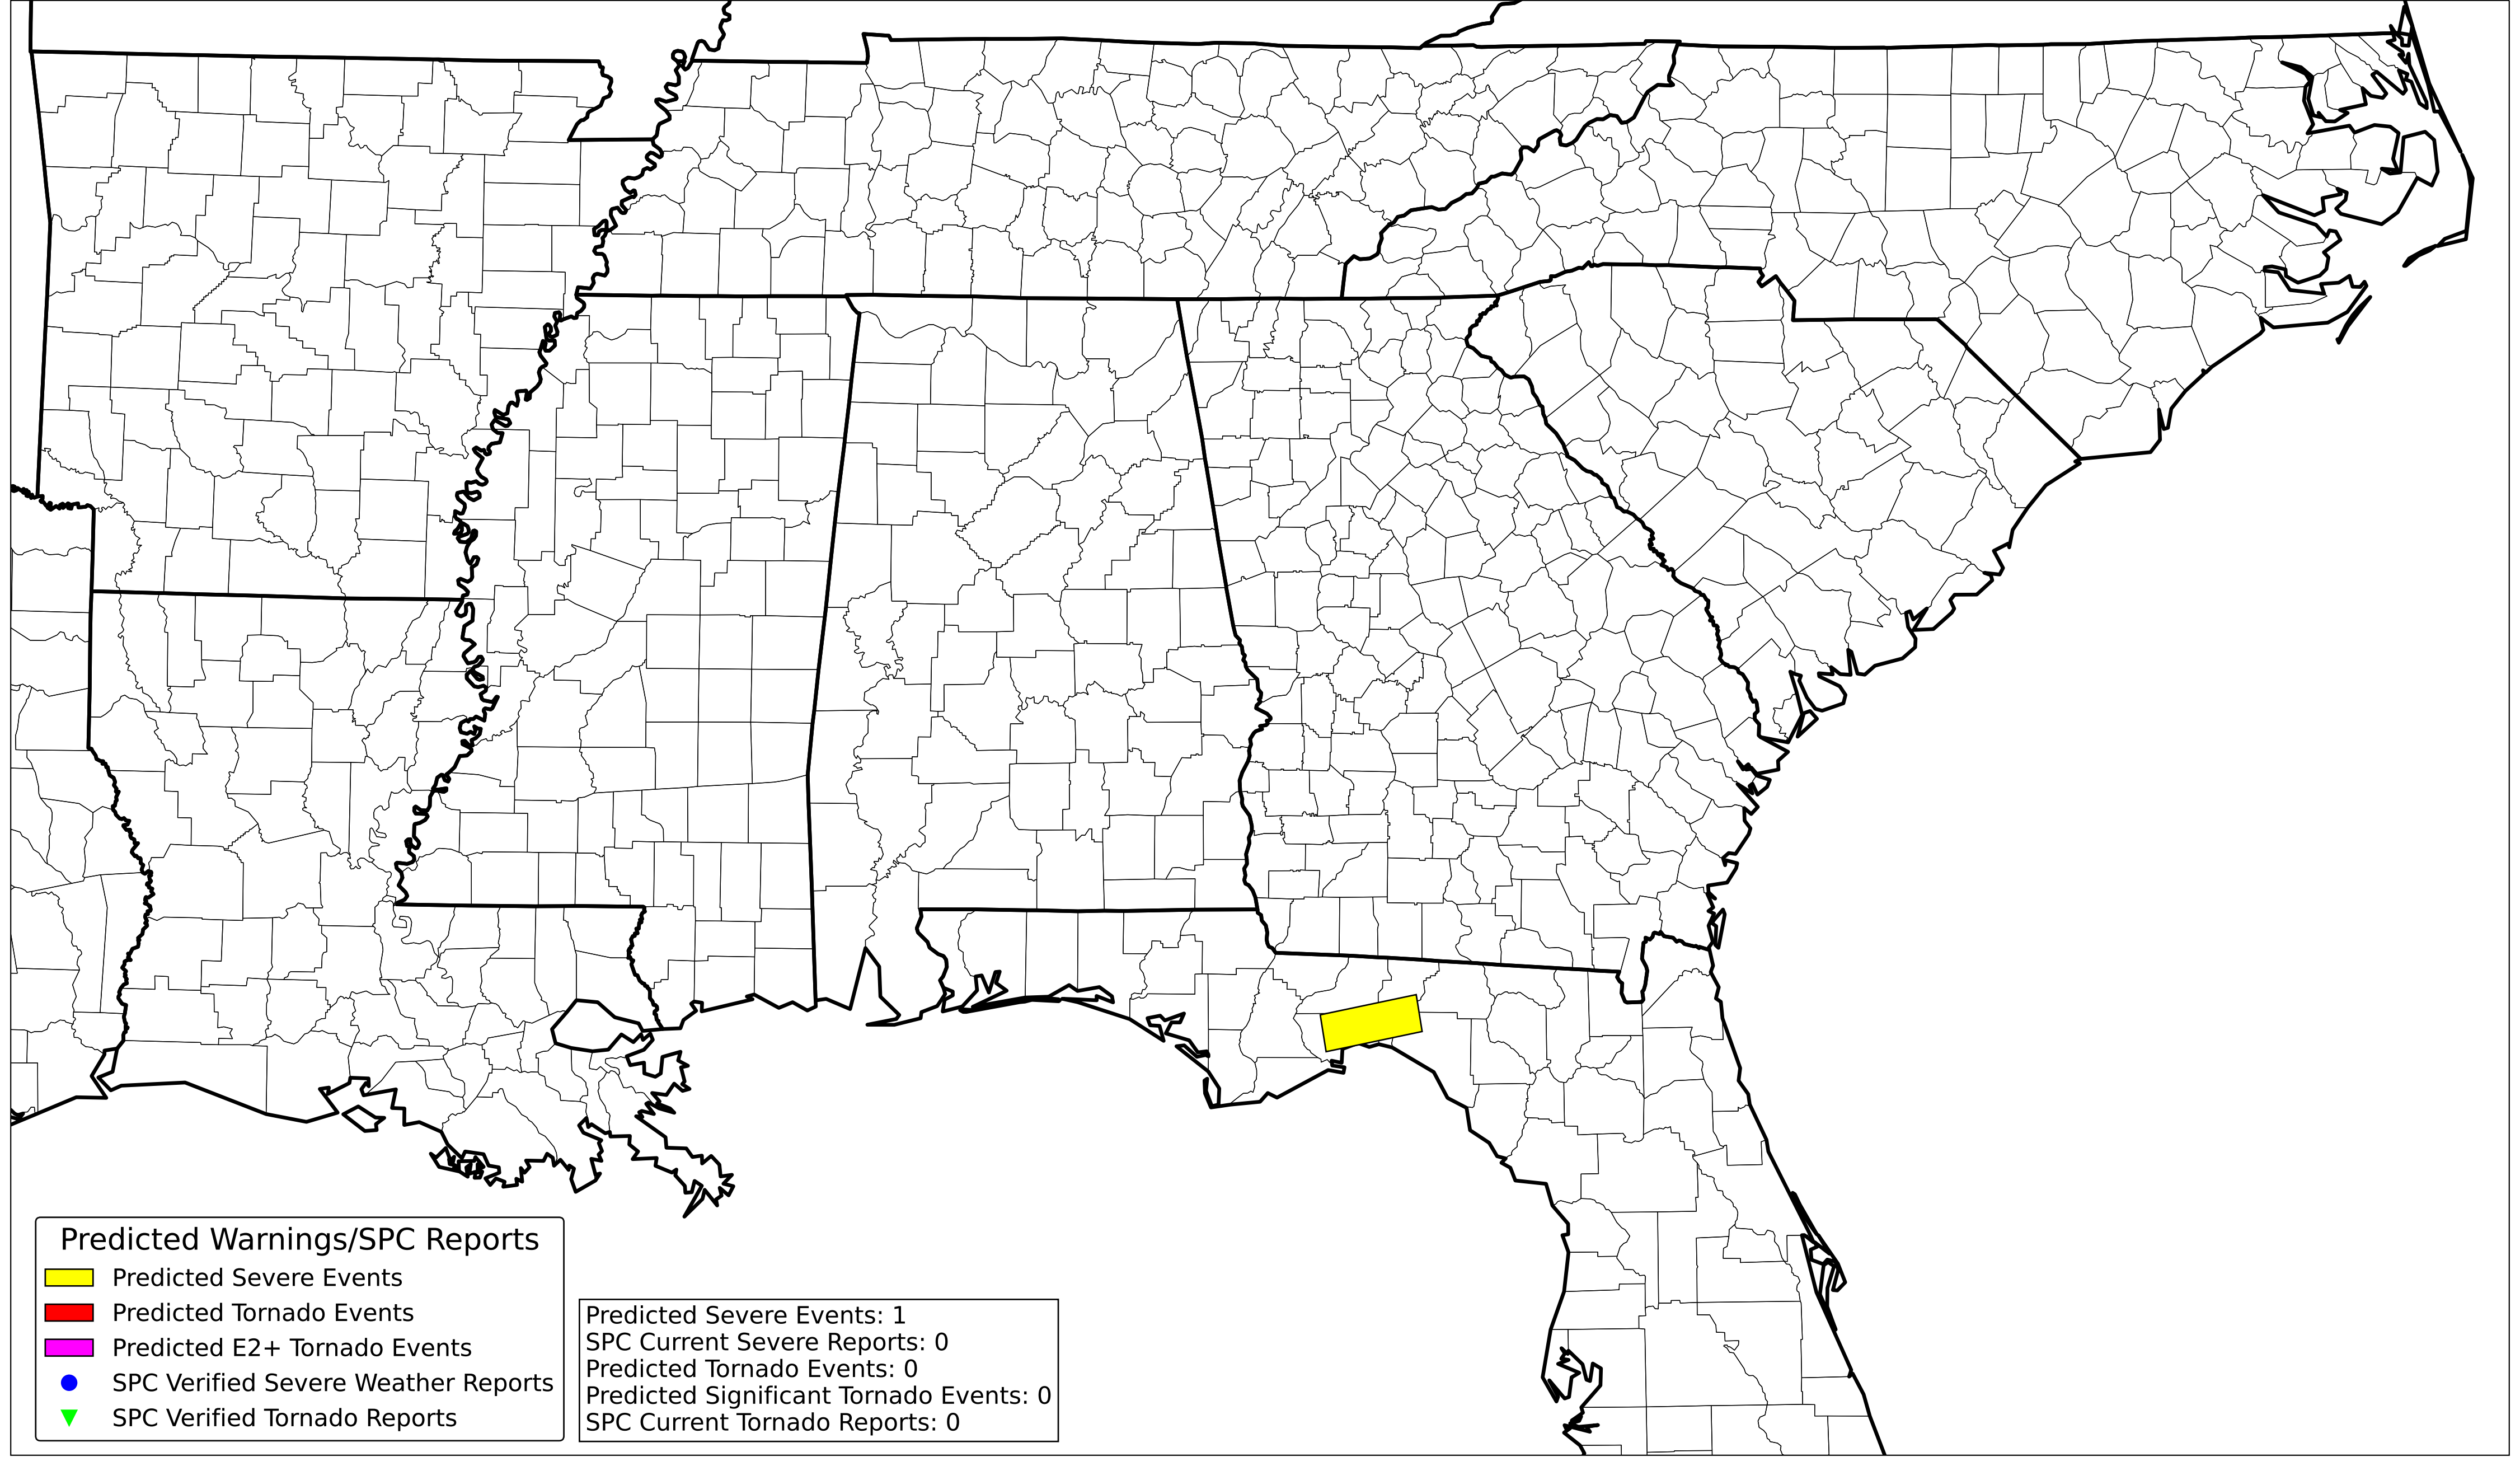 Predicted Warnings/SPC Reports
Predicted Severe Events
Predicted Tornado Events
Predicted E2+ Tornado Events
SPC Verified Severe Weather Reports
SPC Verified Tornado Reports
Predicted Severe Events: 1
SPC Current Severe Reports: 0
Predicted Tornado Events: 0
Predicted Significant Tornado Events: 0
SPC Current Tornado Reports: 0